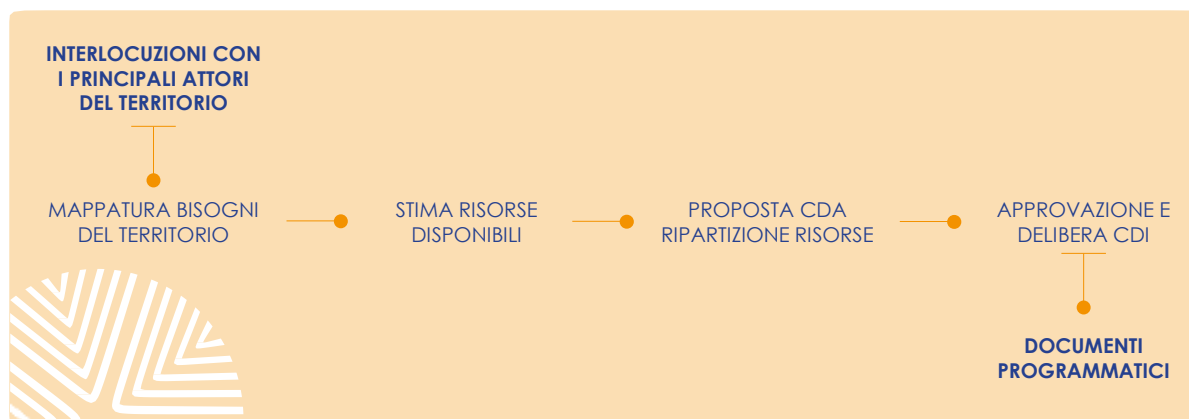 INTERLOCUZIONI CON
I PRINCIPALI ATTORI
DEL TERRITORIO
MAPPATURA BISOGNI
DEL TERRITORIO
STIMA RISORSE
DISPONIBILI
PROPOSTA CDA
RIPARTIZIONE RISORSE
APPROVAZIONE E
DELIBERA CDI
DOCUMENTI
PROGRAMMATICI